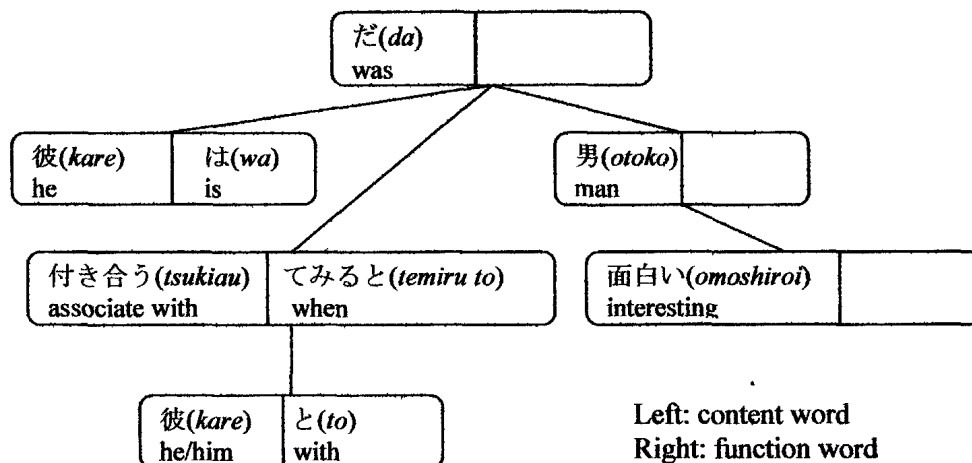 だ(da)
was
彼(kare) は(wa)
he is
男(otoko)
man
付き合う(tsukiau) てみると(temiru to)
associate with when
面白い(omoshiroi)
interesting
彼(kare) と(to)
he/him with
Left: content word
Right: function word